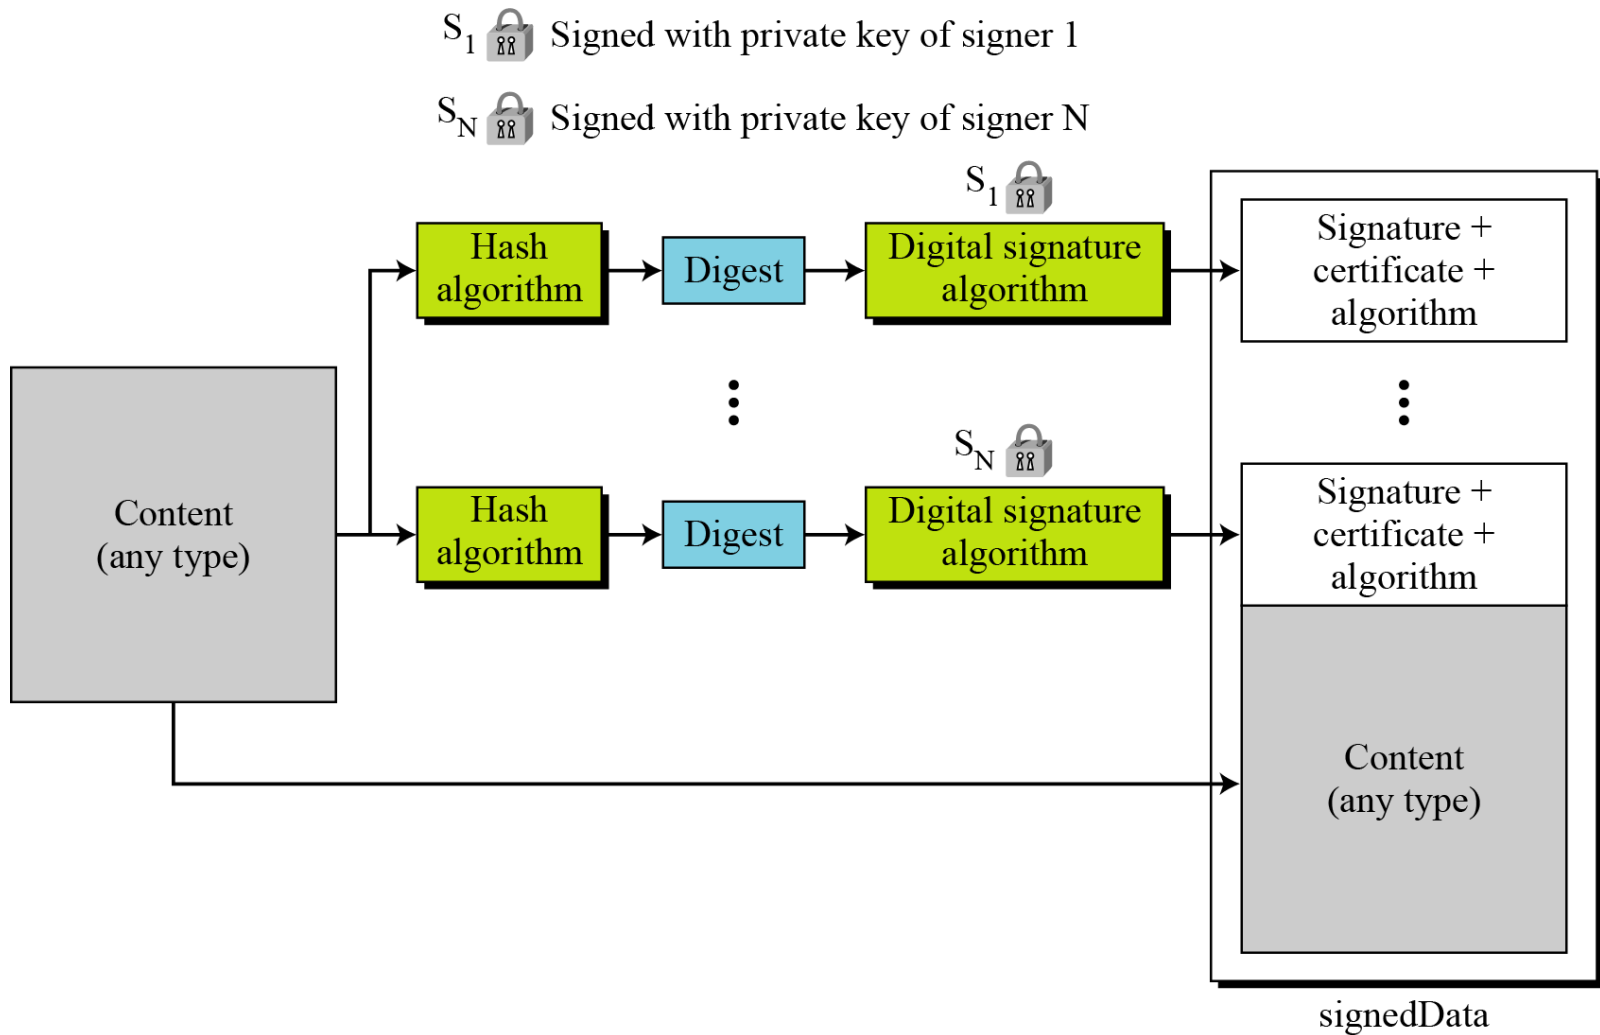 S1 Signed with private key of signer 1
SN Signed with private key of signer N
S1
Hash
algorithm
Digest
Digital signature
algorithm
Signature +
certificate +
algorithm
SN
Content
(any type)
Hash
algorithm
Digest
Digital signature
algorithm
Signature +
certificate +
algorithm
Content
(any type)
signedData